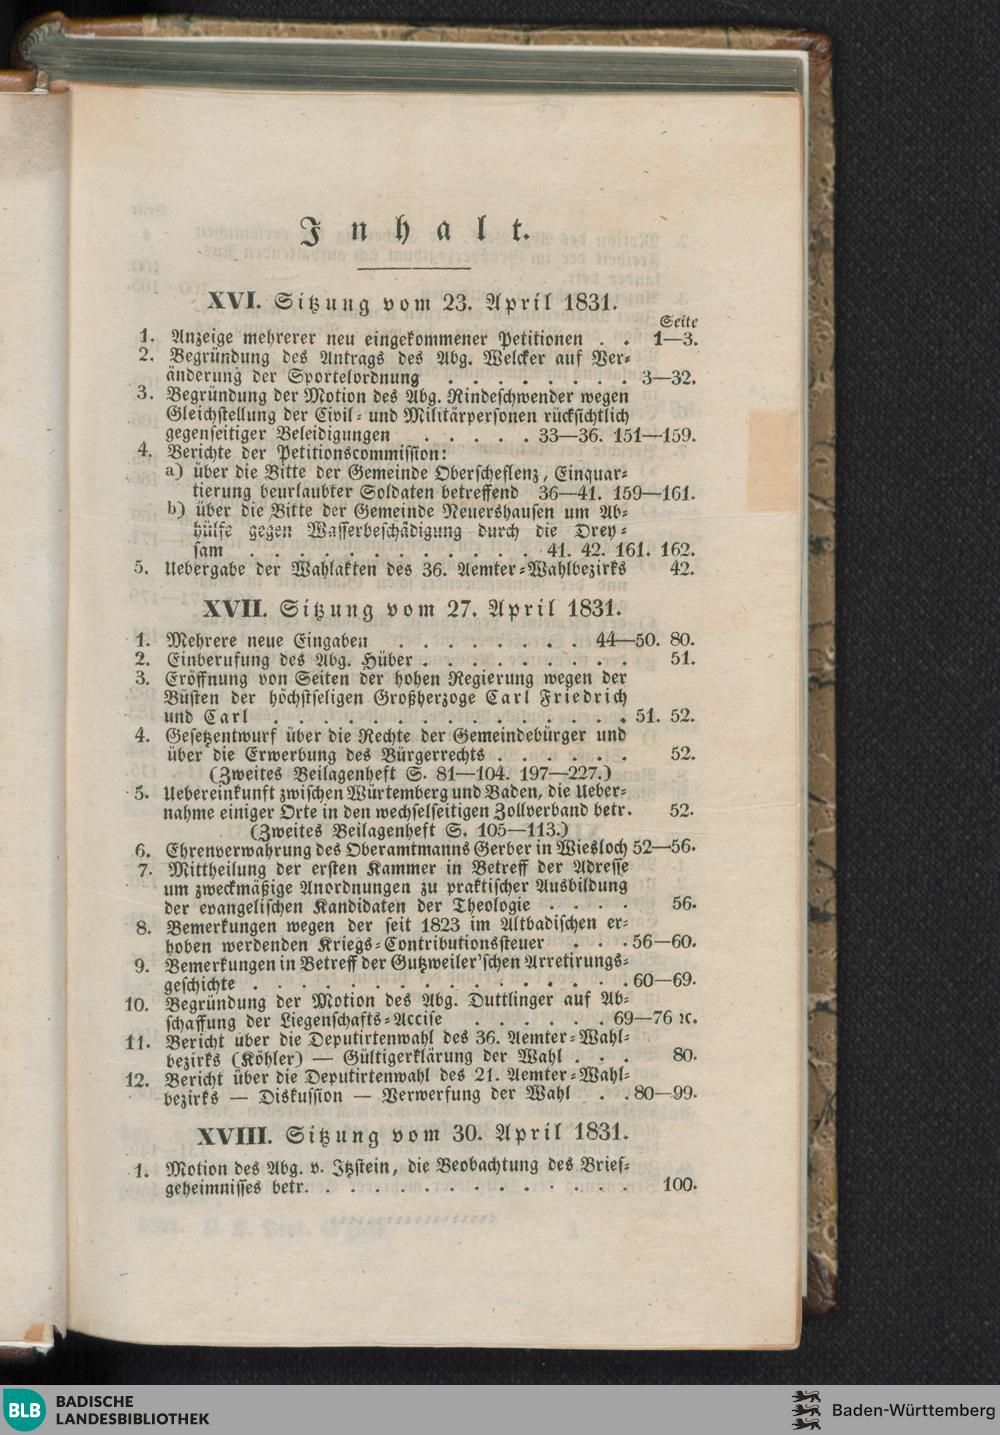 Inhalt.
XVI. Sitzung vom 23. April 1831.
Seite
1. Anzeige mehrerer neu eingekommener Petitionen . . 1—3.
2. Begründung des Antrags des Abg. Welcker auf Ver-
änderung der Sportelordnung . . . . . . . . 3—32.
3. Begründung der Motion des Abg. Rindeschwender wegen
Gleichstellung der Civil- und Militärpersonen rücksichtlich
gegenseitiger Beleidigungen . . . . . 33—36. 151—159.
4. Berichte der Petitionscommission:
a) über die Bitte der Gemeinde Oberscheflenz, Einquar-
tierung beurlaubter Soldaten betreffend 36—41. 159—161.
b) über die Bitte der Gemeinde Neuershausen um Ab-
hülfe gegen Wasserbeschädigung durch die Drey-
sam . . . . . . . . . . . . 41. 42. 161. 162.
5. Uebergabe der Wahlakten des 36. Aemter-Wahlbezirks 42.
XVII. Sitzung vom 27. April 1831.
1. Mehrere neue Eingaben . . . . . . . . 44—50. 80.
2. Einberufung des Abg. Hüber . . . . . . . . . 51.
3. Eröffnung von Seiten der hohen Regierung wegen der
Büsten der höchstseligen Großherzoge Carl Friedrich
und Carl . . . . . . . . . . . . . . . 51. 52.
4. Gesetzentwurf über die Rechte der Gemeindebürger und
über die Erwerbung des Bürgerrechts . . . . . . 52.
(Zweites Beilagenheft S. 81—104. 197—227.)
5. Uebereinkunft zwischen Würtemberg und Baden, die Ueber-
nahme einiger Orte in den wechselseitigen Zollverband betr. 52.
(Zweites Beilagenheft S. 105—113.)
6. Ehrenverwahrung des Oberamtmanns Gerber in Wiesloch 52—56.
7. Mittheilung der ersten Kammer in Betreff der Adresse
um zweckmäßige Anordnungen zu praktischer Ausbildung
der evangelischen Kandidaten der Theologie . . . . 56.
8. Bemerkungen wegen der seit 1823 im Altbadischen er-
hoben werdenden Kriegs-Contributionssteuer . . . 56—60.
9. Bemerkungen in Betreff der Gutzweiler'schen Arretirungs-
geschichte . . . . . . . . . . . . . . . . 60—69.
10. Begründung der Motion des Abg. Duttlinger auf Ab-
schaffung der Liegenschafts-Accise . . . . . . 69—76 ꝛc.
11. Bericht über die Deputirtenwahl des 36. Aemter-Wahl-
bezirks (Köhler) — Gültigerklärung der Wahl . . . 80.
12. Bericht über die Deputirtenwahl des 21. Aemter-Wahl-
bezirks — Diskussion — Verwerfung der Wahl . . 80—99.
XVIII. Sitzung vom 30. April 1831.
1. Motion des Abg. v. Itzstein, die Beobachtung des Brief-
geheimnisses betr. . . . . . . . . . . . . . . 100.
BLB BADISCHE
LANDESBIBLIOTHEK
Baden-Württemberg